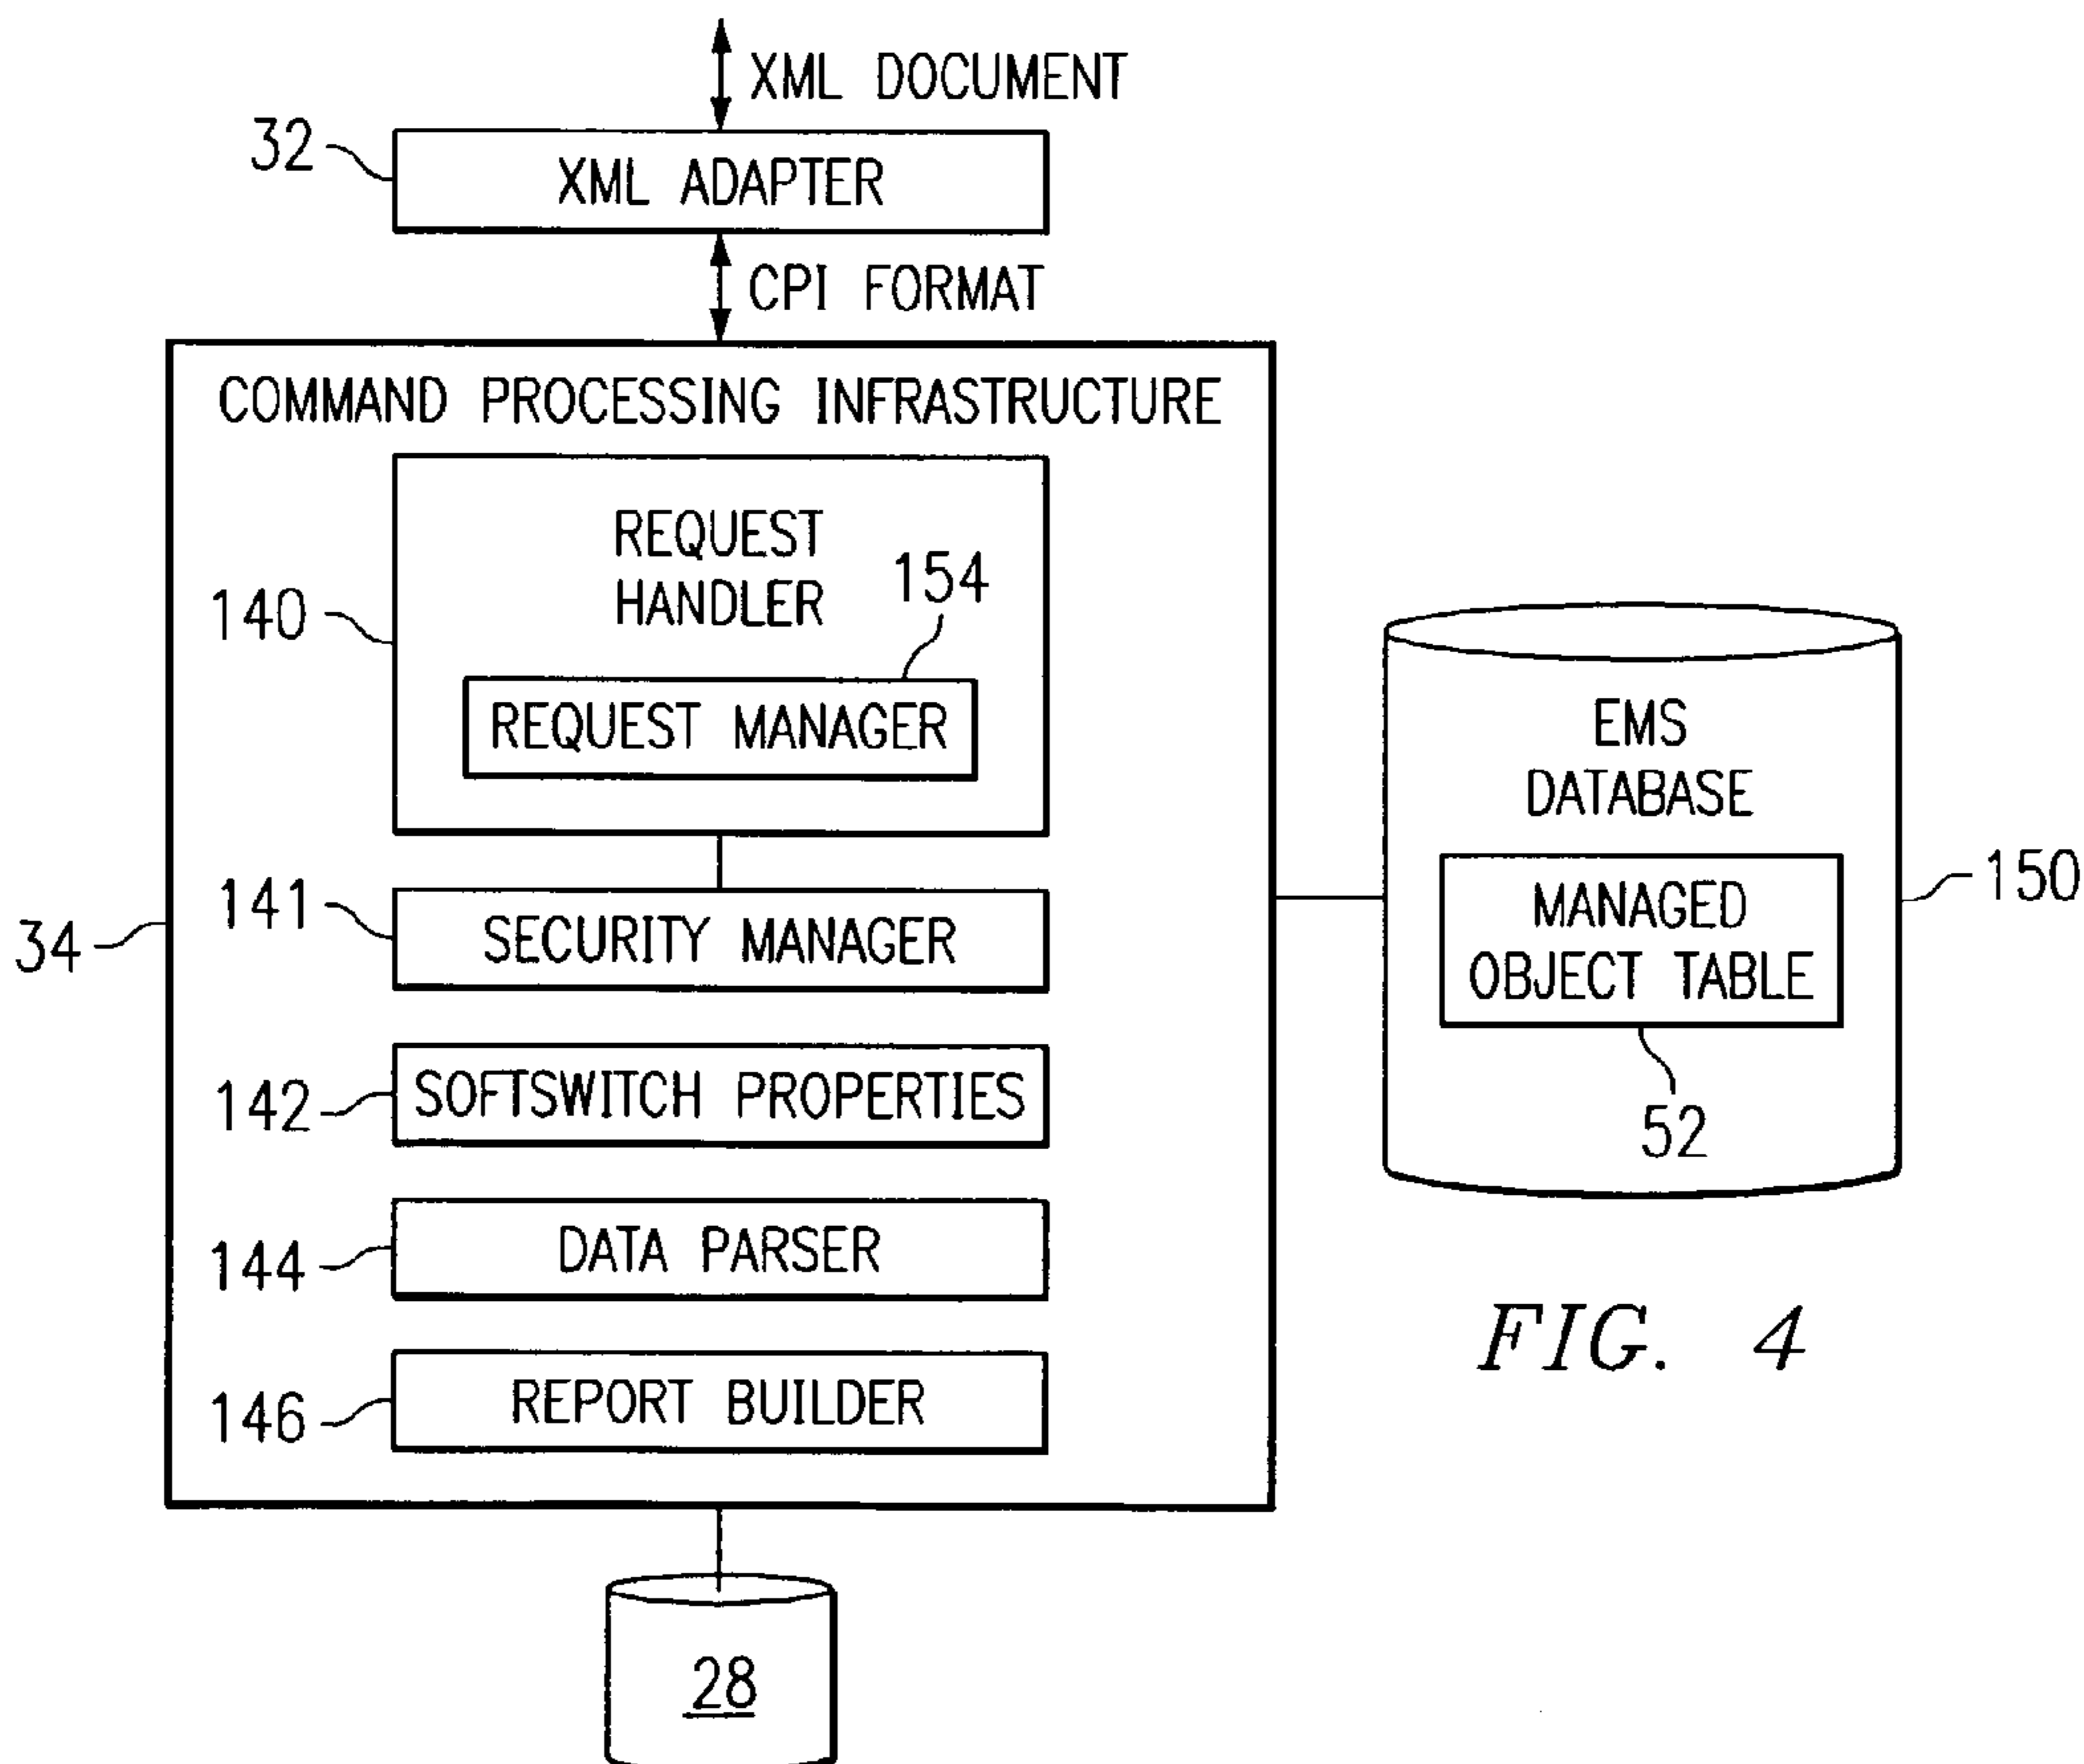 XML DOCUMENT
32
XML ADAPTER
CPI FORMAT
COMMAND PROCESSING INFRASTRUCTURE
REQUEST
HANDLER
154
140
REQUEST MANAGER
EMS
DATABASE
141
SECURITY MANAGER
34
MANAGED
OBJECT TABLE
150
142
SOFTSWITCH PROPERTIES
52
144
DATA PARSER
146
REPORT BUILDER
FIG. 4
28